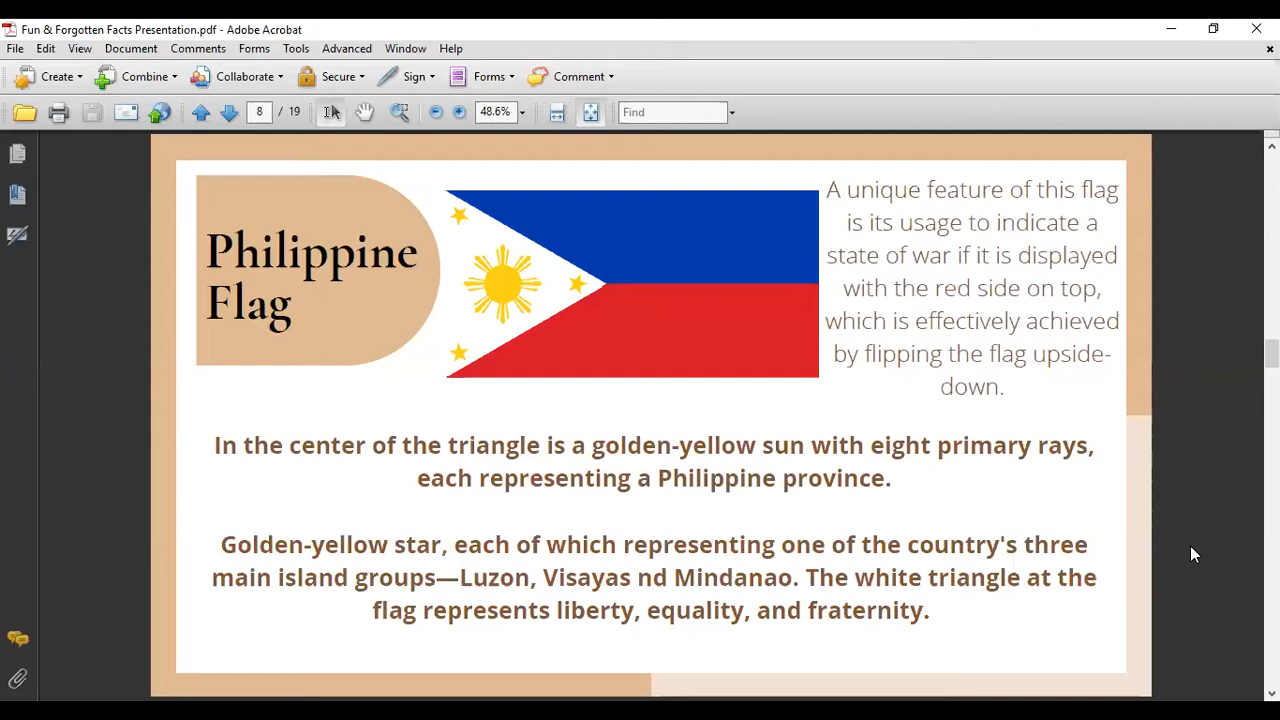 Fun & Forgotten Facts Presentation.pdf - Adobe Acrobat
File Edit View Document Comments Forms Tools Advanced Window Help
Create Combine Collaborate Secure Sign Forms Comment
8 / 19 48.6% Find
Philippine
Flag
A unique feature of this flag
is its usage to indicate a
state of war if it is displayed
with the red side on top,
which is effectively achieved
by flipping the flag upside-
down.
In the center of the triangle is a golden-yellow sun with eight primary rays,
each representing a Philippine province.
Golden-yellow star, each of which representing one of the country's three
main island groups—Luzon, Visayas nd Mindanao. The white triangle at the
flag represents liberty, equality, and fraternity.